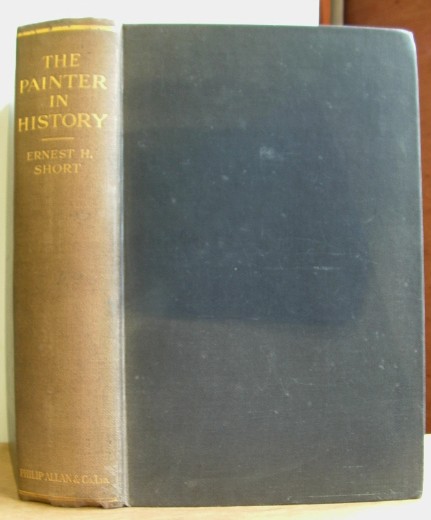 THE
PAINTER
IN
HISTORY
ERNEST H.
SHORT
PHILIP ALLAN & Co. Ltd.